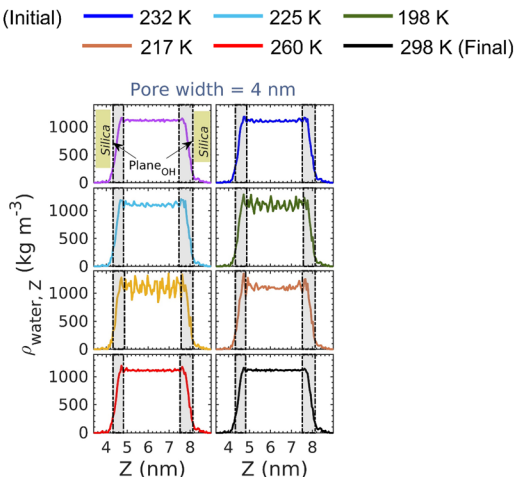 (Initial) 232 K 225 K 198 K
217 K 260 K 298 K (Final)
Pore width = 4 nm
Silica
Plane_OH
Silica
ρ_water, Z (kg m-3)
1000
500
0
1000
500
0
1000
500
0
1000
500
0
4 5 6 7 8 4 5 6 7 8
Z (nm) Z (nm)